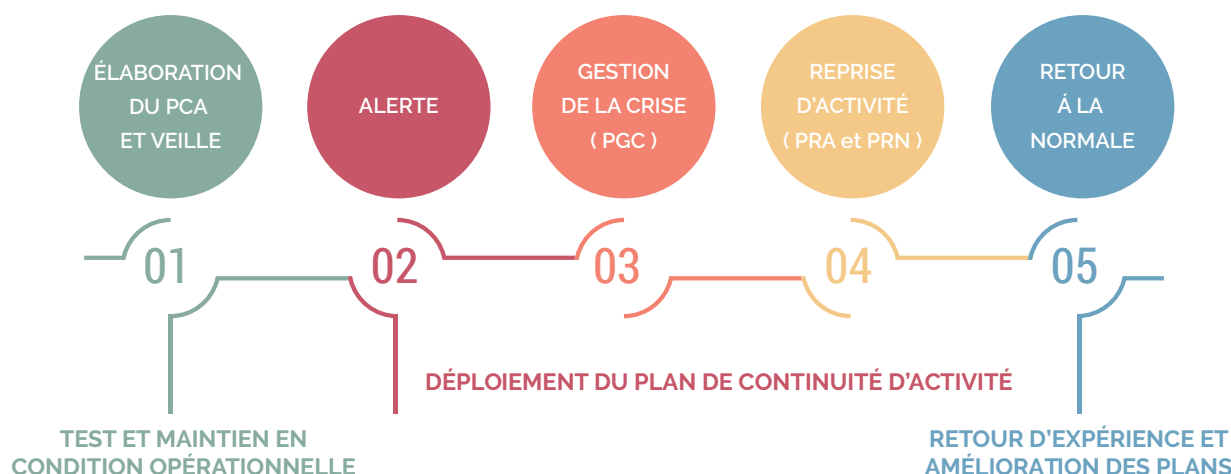 ÉLABORATION
DU PCA
ET VEILLE
ALERTE
GESTION
DE LA CRISE
( PGC )
REPRISE
D’ACTIVITÉ
( PRA et PRN )
RETOUR
Á LA
NORMALE
01
02
03
04
05
DÉPLOIEMENT DU PLAN DE CONTINUITÉ D’ACTIVITÉ
TEST ET MAINTIEN EN
CONDITION OPÉRATIONNELLE
RETOUR D’EXPÉRIENCE ET
AMÉLIORATION DES PLANS